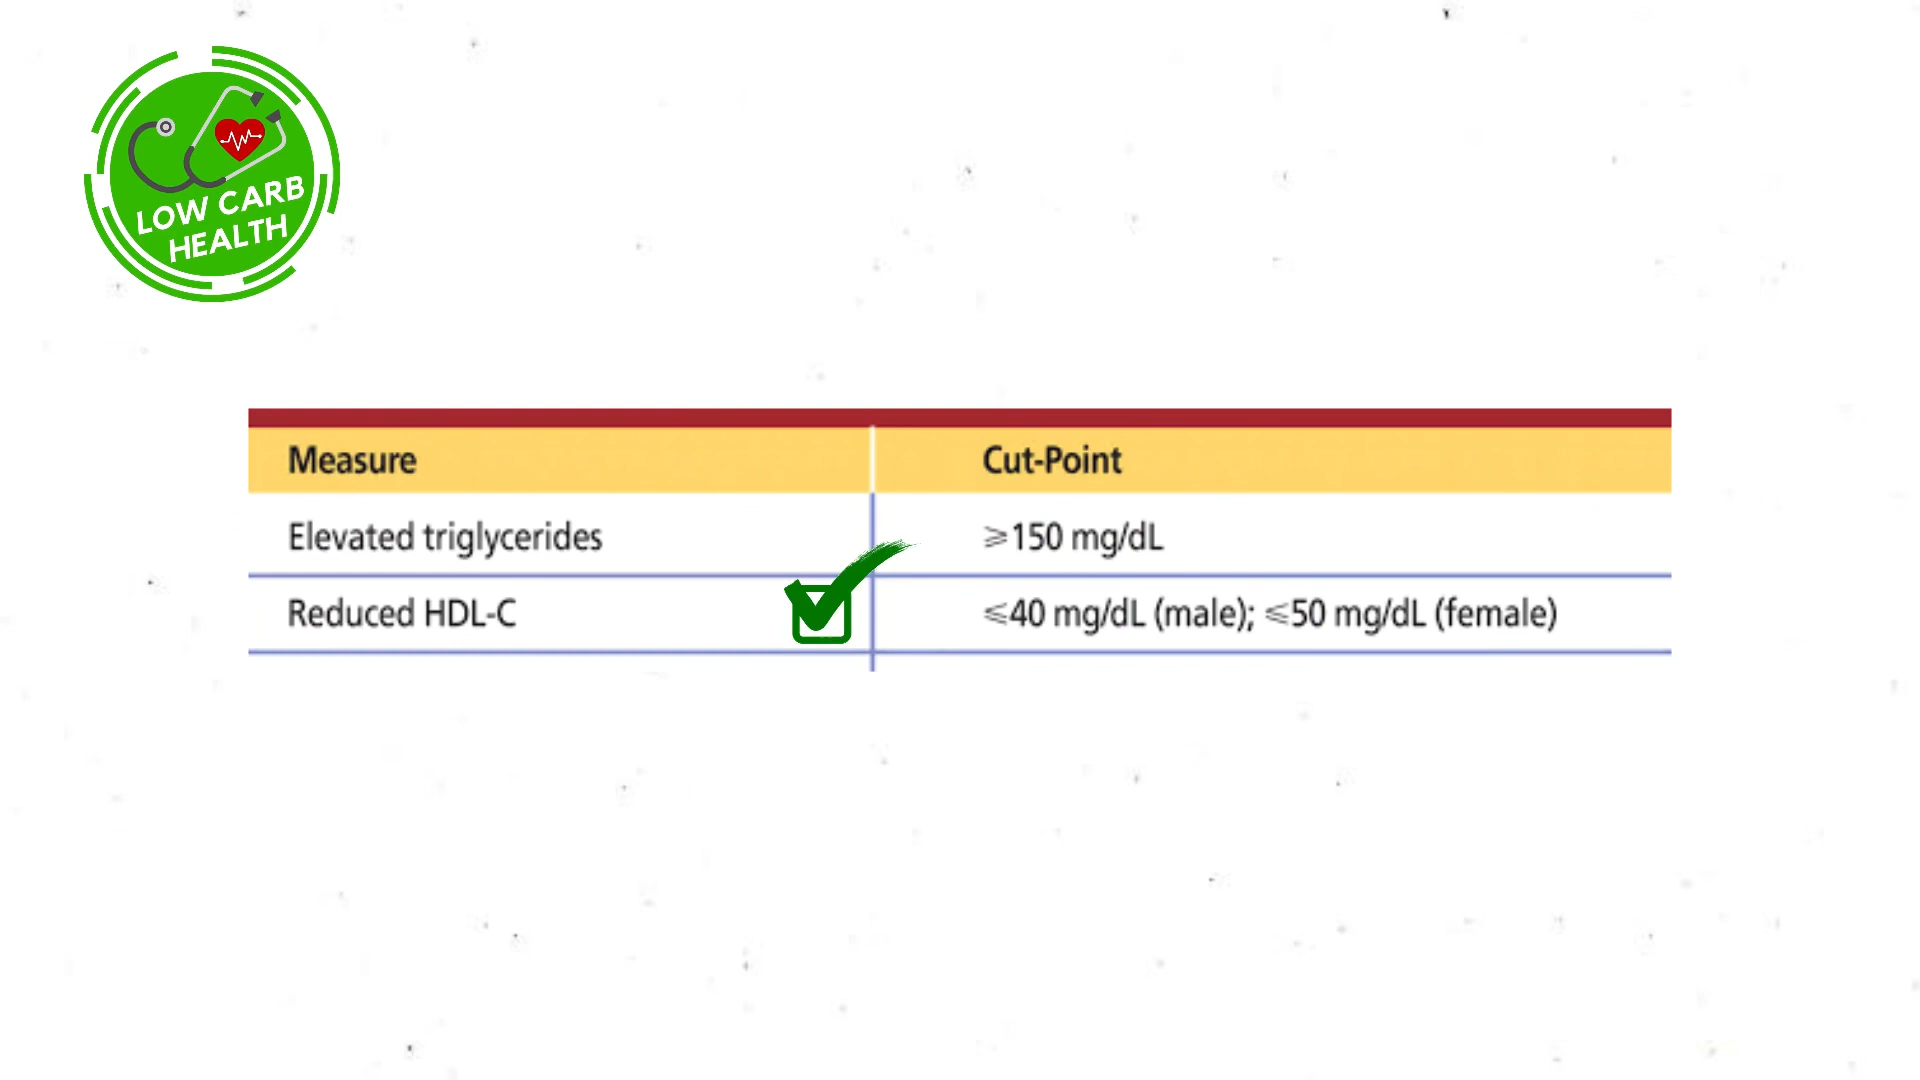 LOW CARB
HEALTH
Measure Cut-Point
Elevated triglycerides ⩾150 mg/dL
Reduced HDL-C ⩽40 mg/dL (male); ⩽50 mg/dL (female)